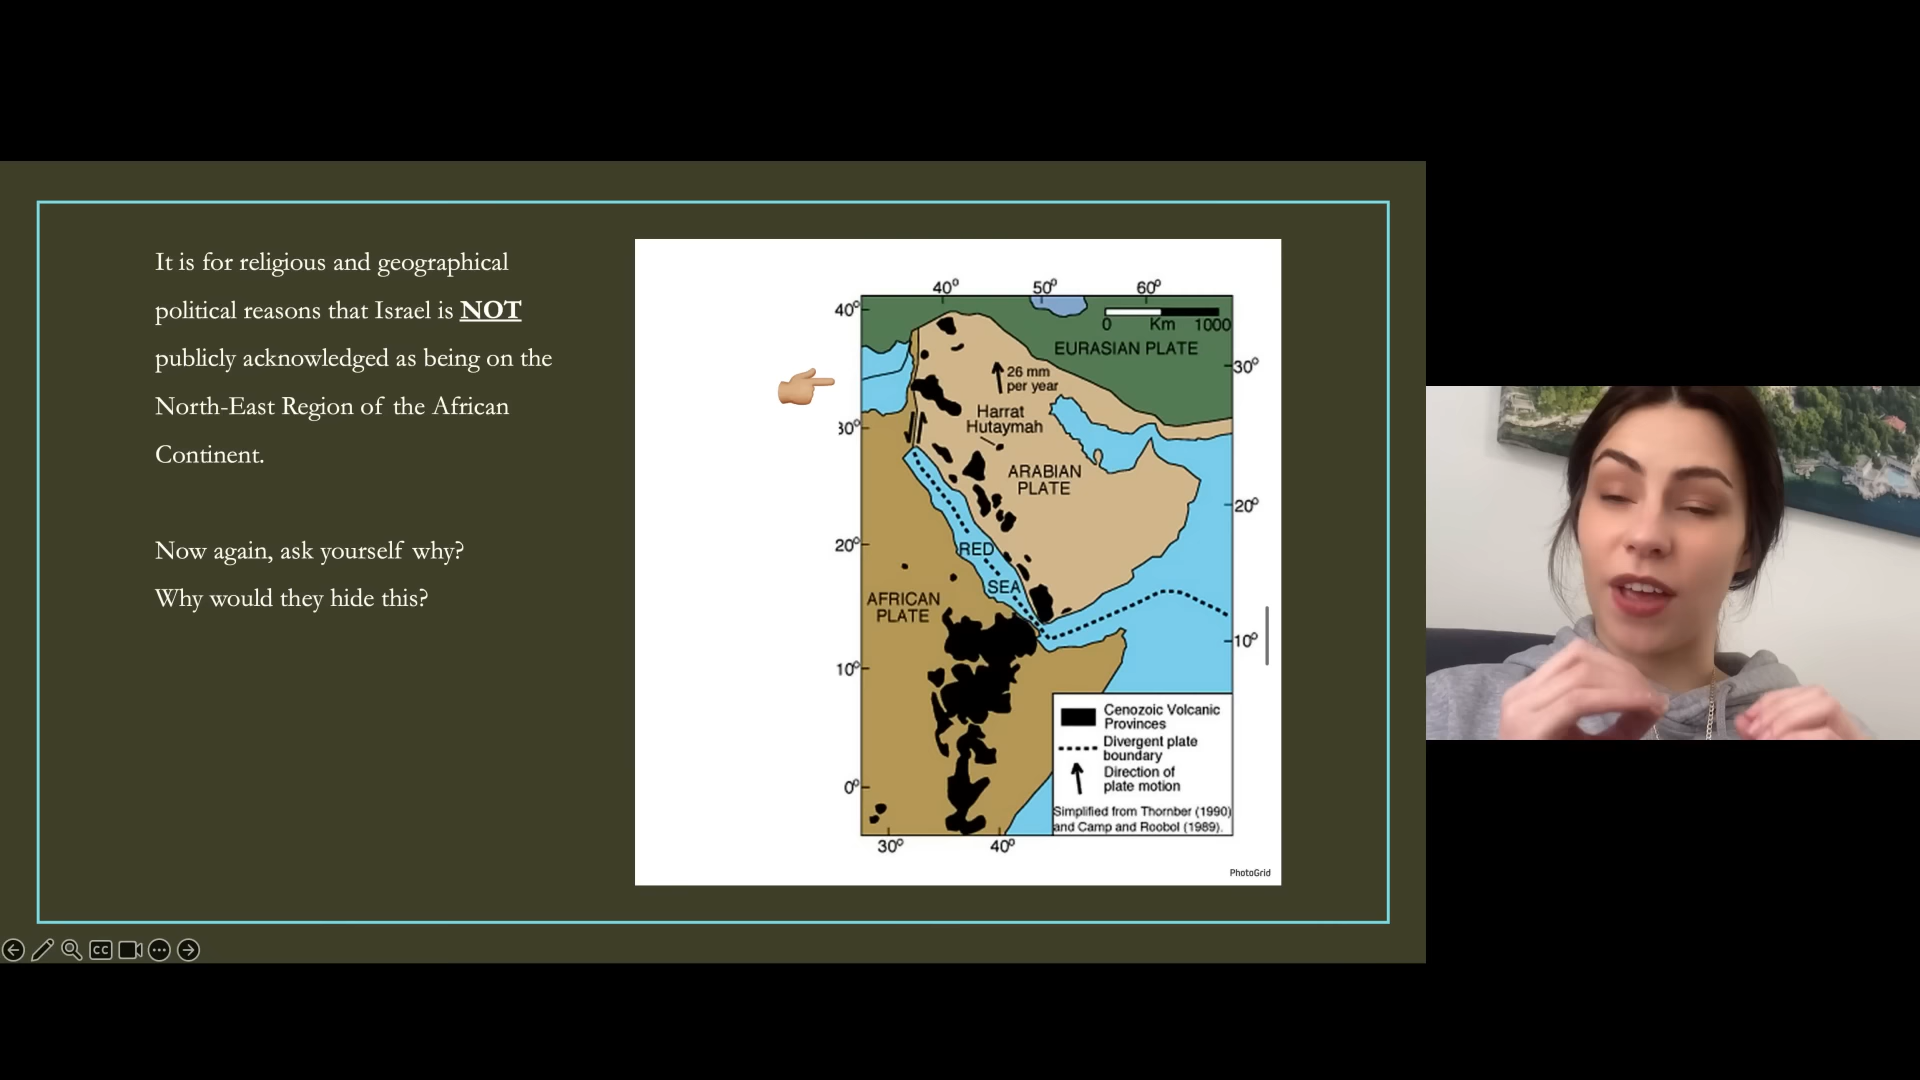 It is for religious and geographical
political reasons that Israel is NOT
publicly acknowledged as being on the
North-East Region of the African
Continent.
Now again, ask yourself why?
Why would they hide this?
40° 50° 60°
40°
0 Km 1000
EURASIAN PLATE
30°
26 mm
per year
Harrat
Hutaymah
30°
ARABIAN
PLATE
20°
20°
RED
SEA
AFRICAN
PLATE
10°
10°
0°
Cenozoic Volcanic
Provinces
Divergent plate
boundary
Direction of
plate motion
Simplified from Thornber (1990)
and Camp and Roobol (1989).
30° 40°
PhotoGrid
CC